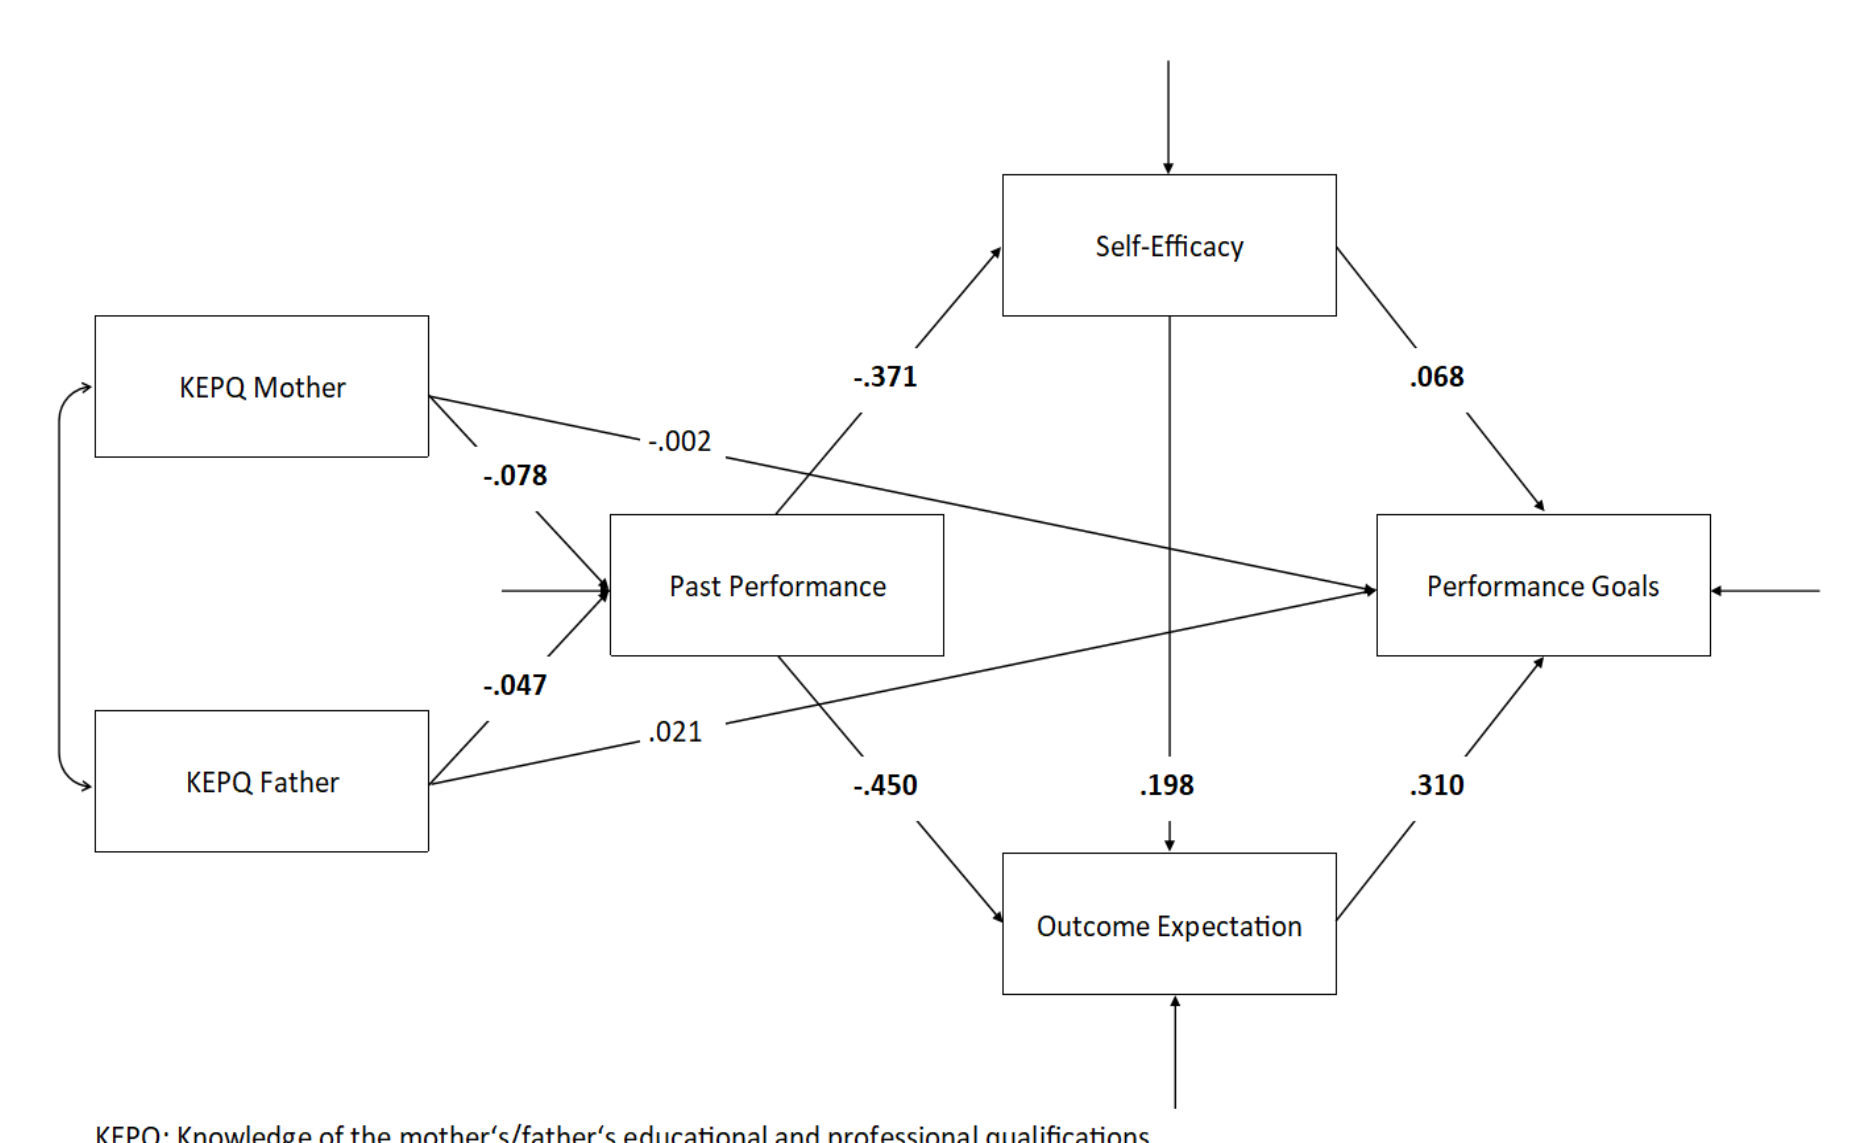 Self-Efficacy
KEPQ Mother
-.371
.068
-.002
-.078
Past Performance
Performance Goals
-.047
.021
KEPQ Father
-.450
.198
.310
Outcome Expectation
KEPQ: Knowledge of the mother‘s/father‘s educational and professional qualifications